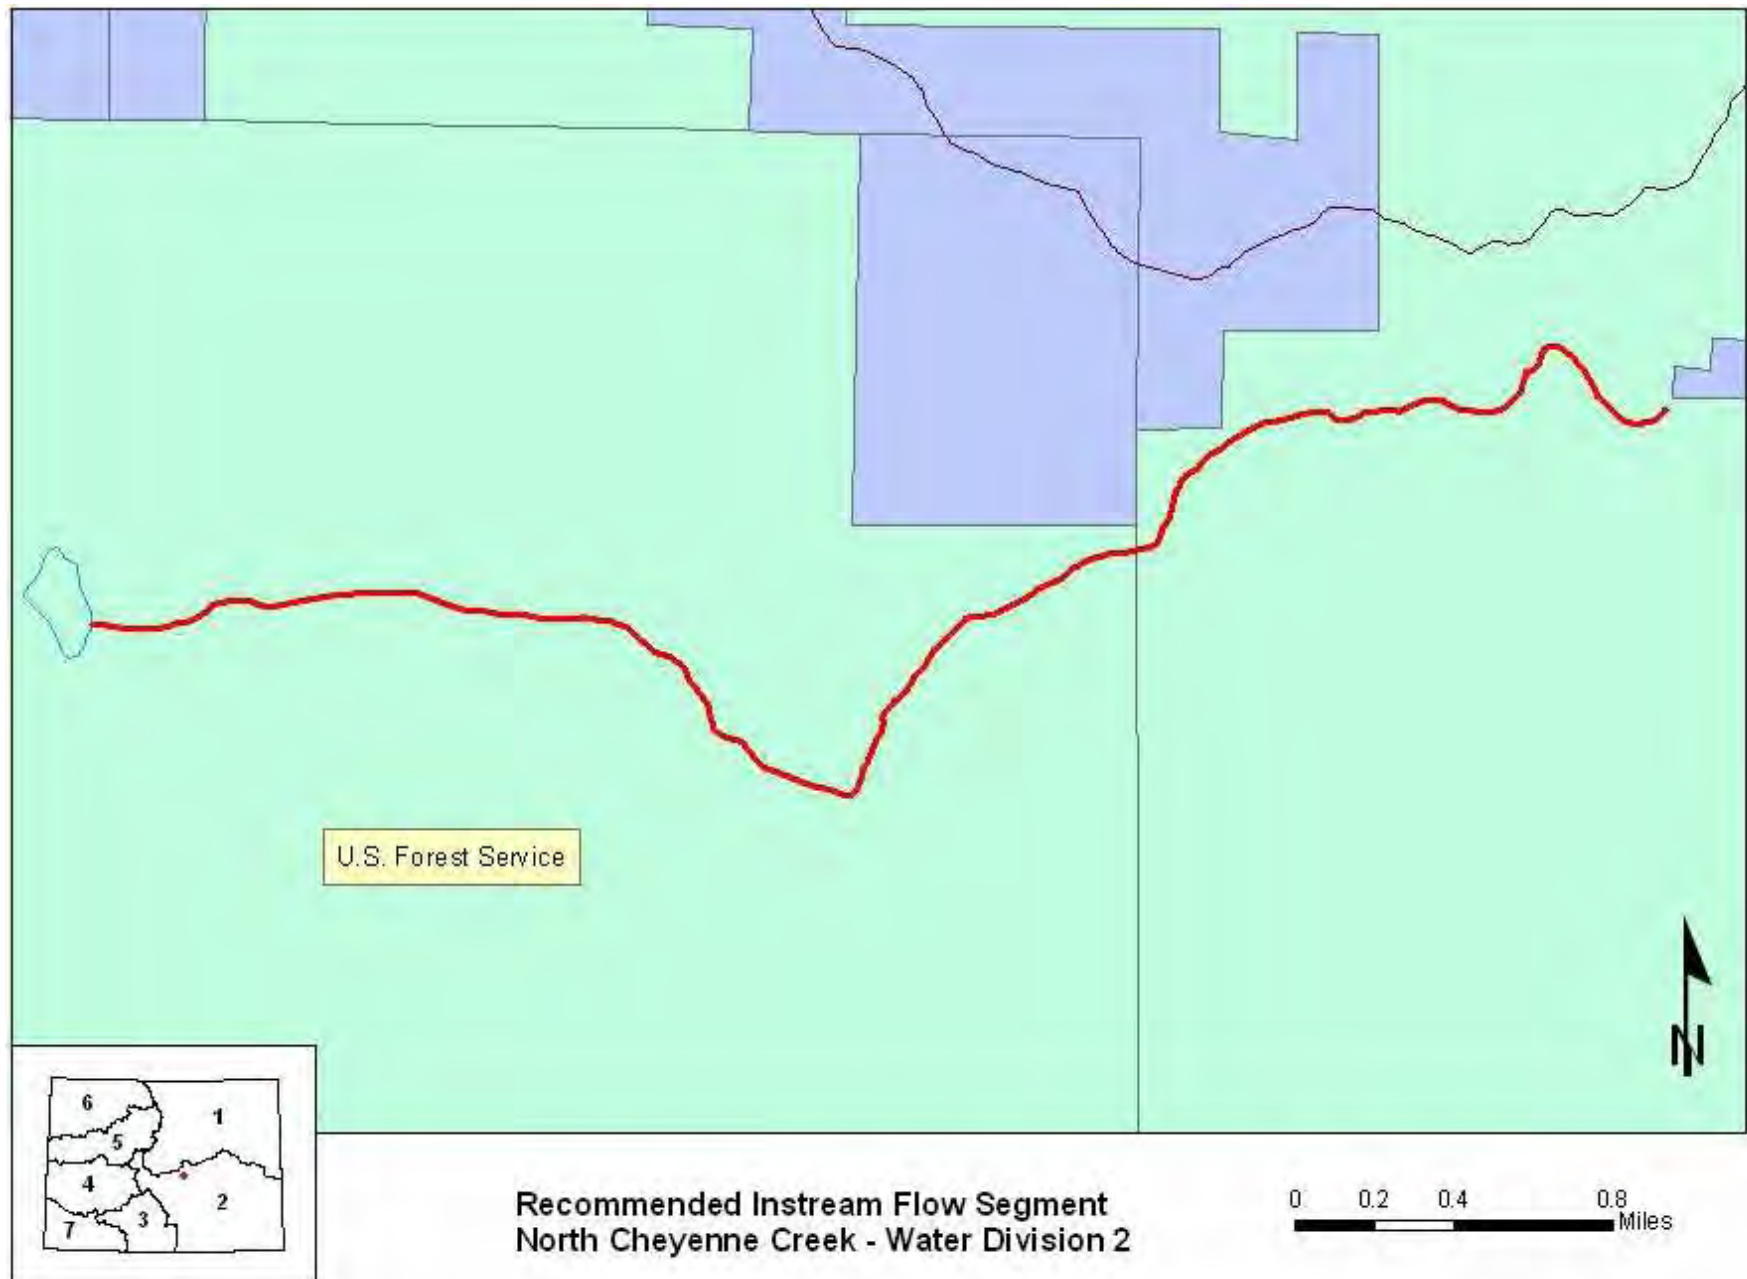 U.S. Forest Service
N
6
1
5
4
2
3
7
Recommended Instream Flow Segment
North Cheyenne Creek - Water Division 2
0 0.2 0.4 0.8
Miles